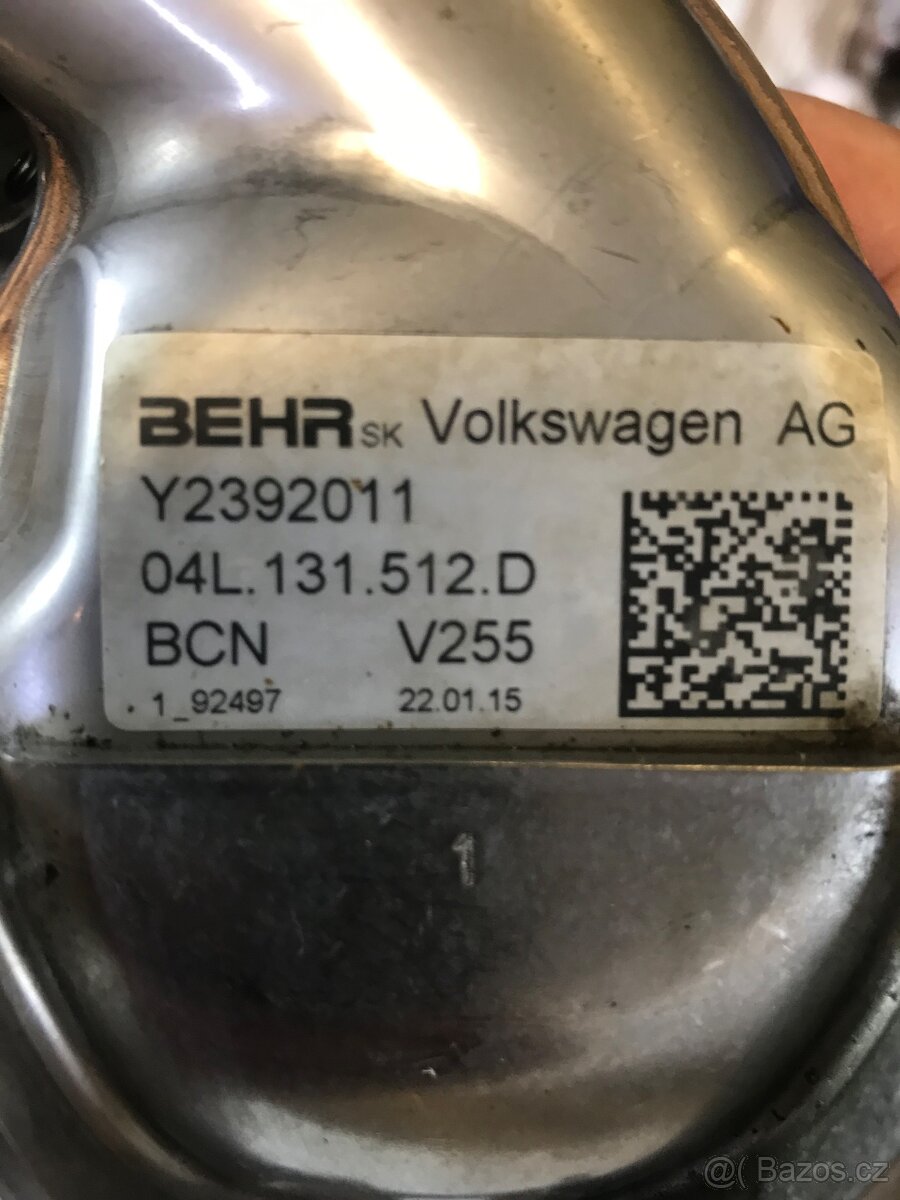 BEHR SK Volkswagen AG
Y2392011
04L.131.512.D
BCN V255
1_92497 22.01.15
1
@( Bazos.cz